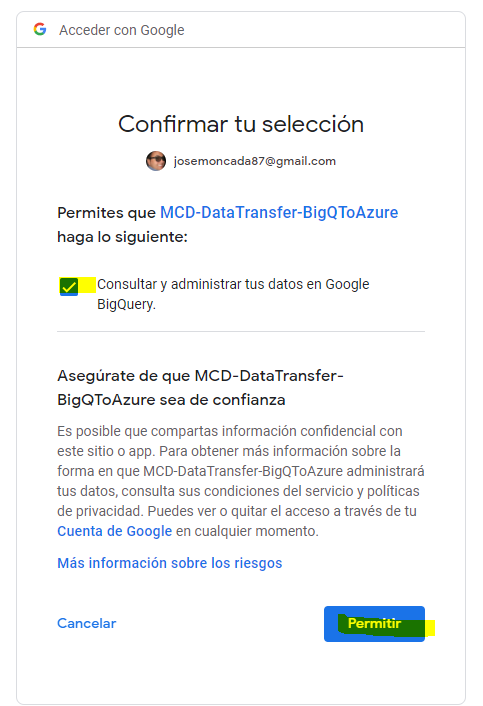 Acceder con Google
Confirmar tu selección
josemoncada87@gmail.com
Permites que MCD-DataTransfer-BigQToAzure
haga lo siguiente:
Consultar y administrar tus datos en Google
BigQuery.
Asegúrate de que MCD-DataTransfer-
BigQToAzure sea de confianza
Es posible que compartas información confidencial con
este sitio o app. Para obtener más información sobre la
forma en que MCD-DataTransfer-BigQToAzure administrará
tus datos, consulta sus condiciones del servicio y políticas
de privacidad. Puedes ver o quitar el acceso a través de tu
Cuenta de Google en cualquier momento.
Más información sobre los riesgos
Cancelar
Permitir